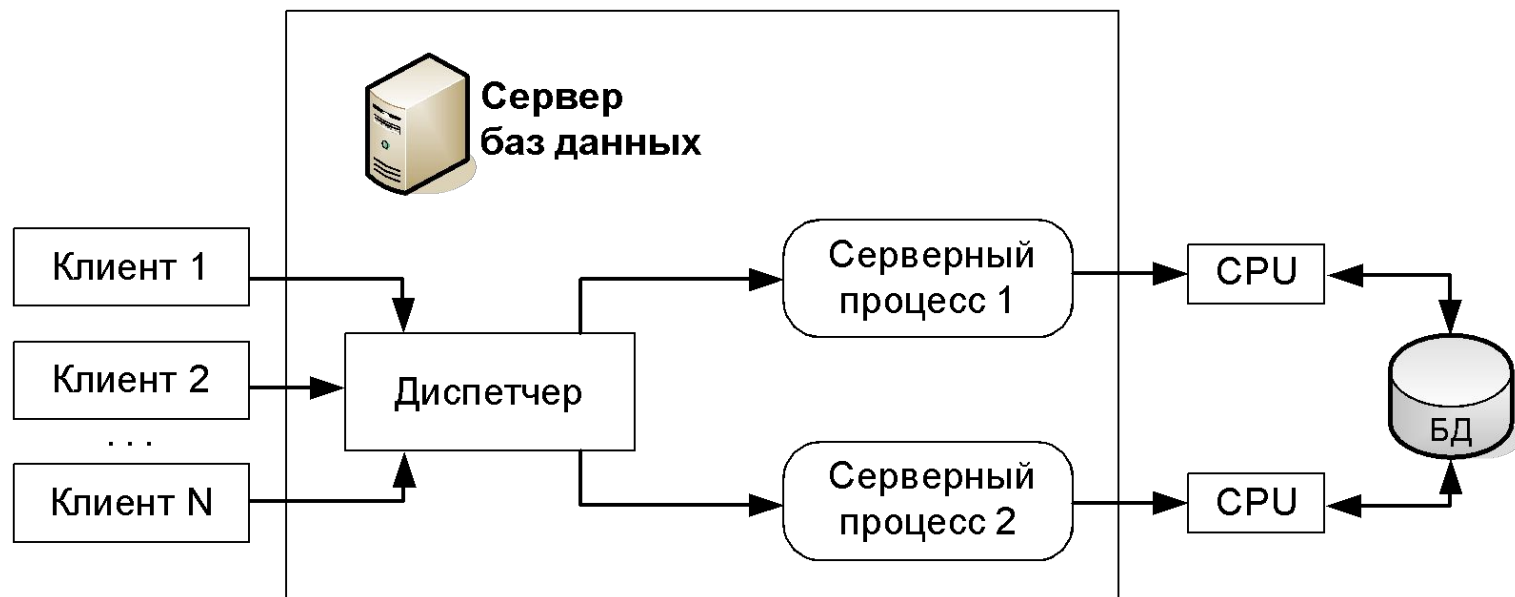 Сервер
баз данных
Клиент 1
Клиент 2
. . .
Клиент N
Диспетчер
Серверный
процесс 1
Серверный
процесс 2
CPU
CPU
БД